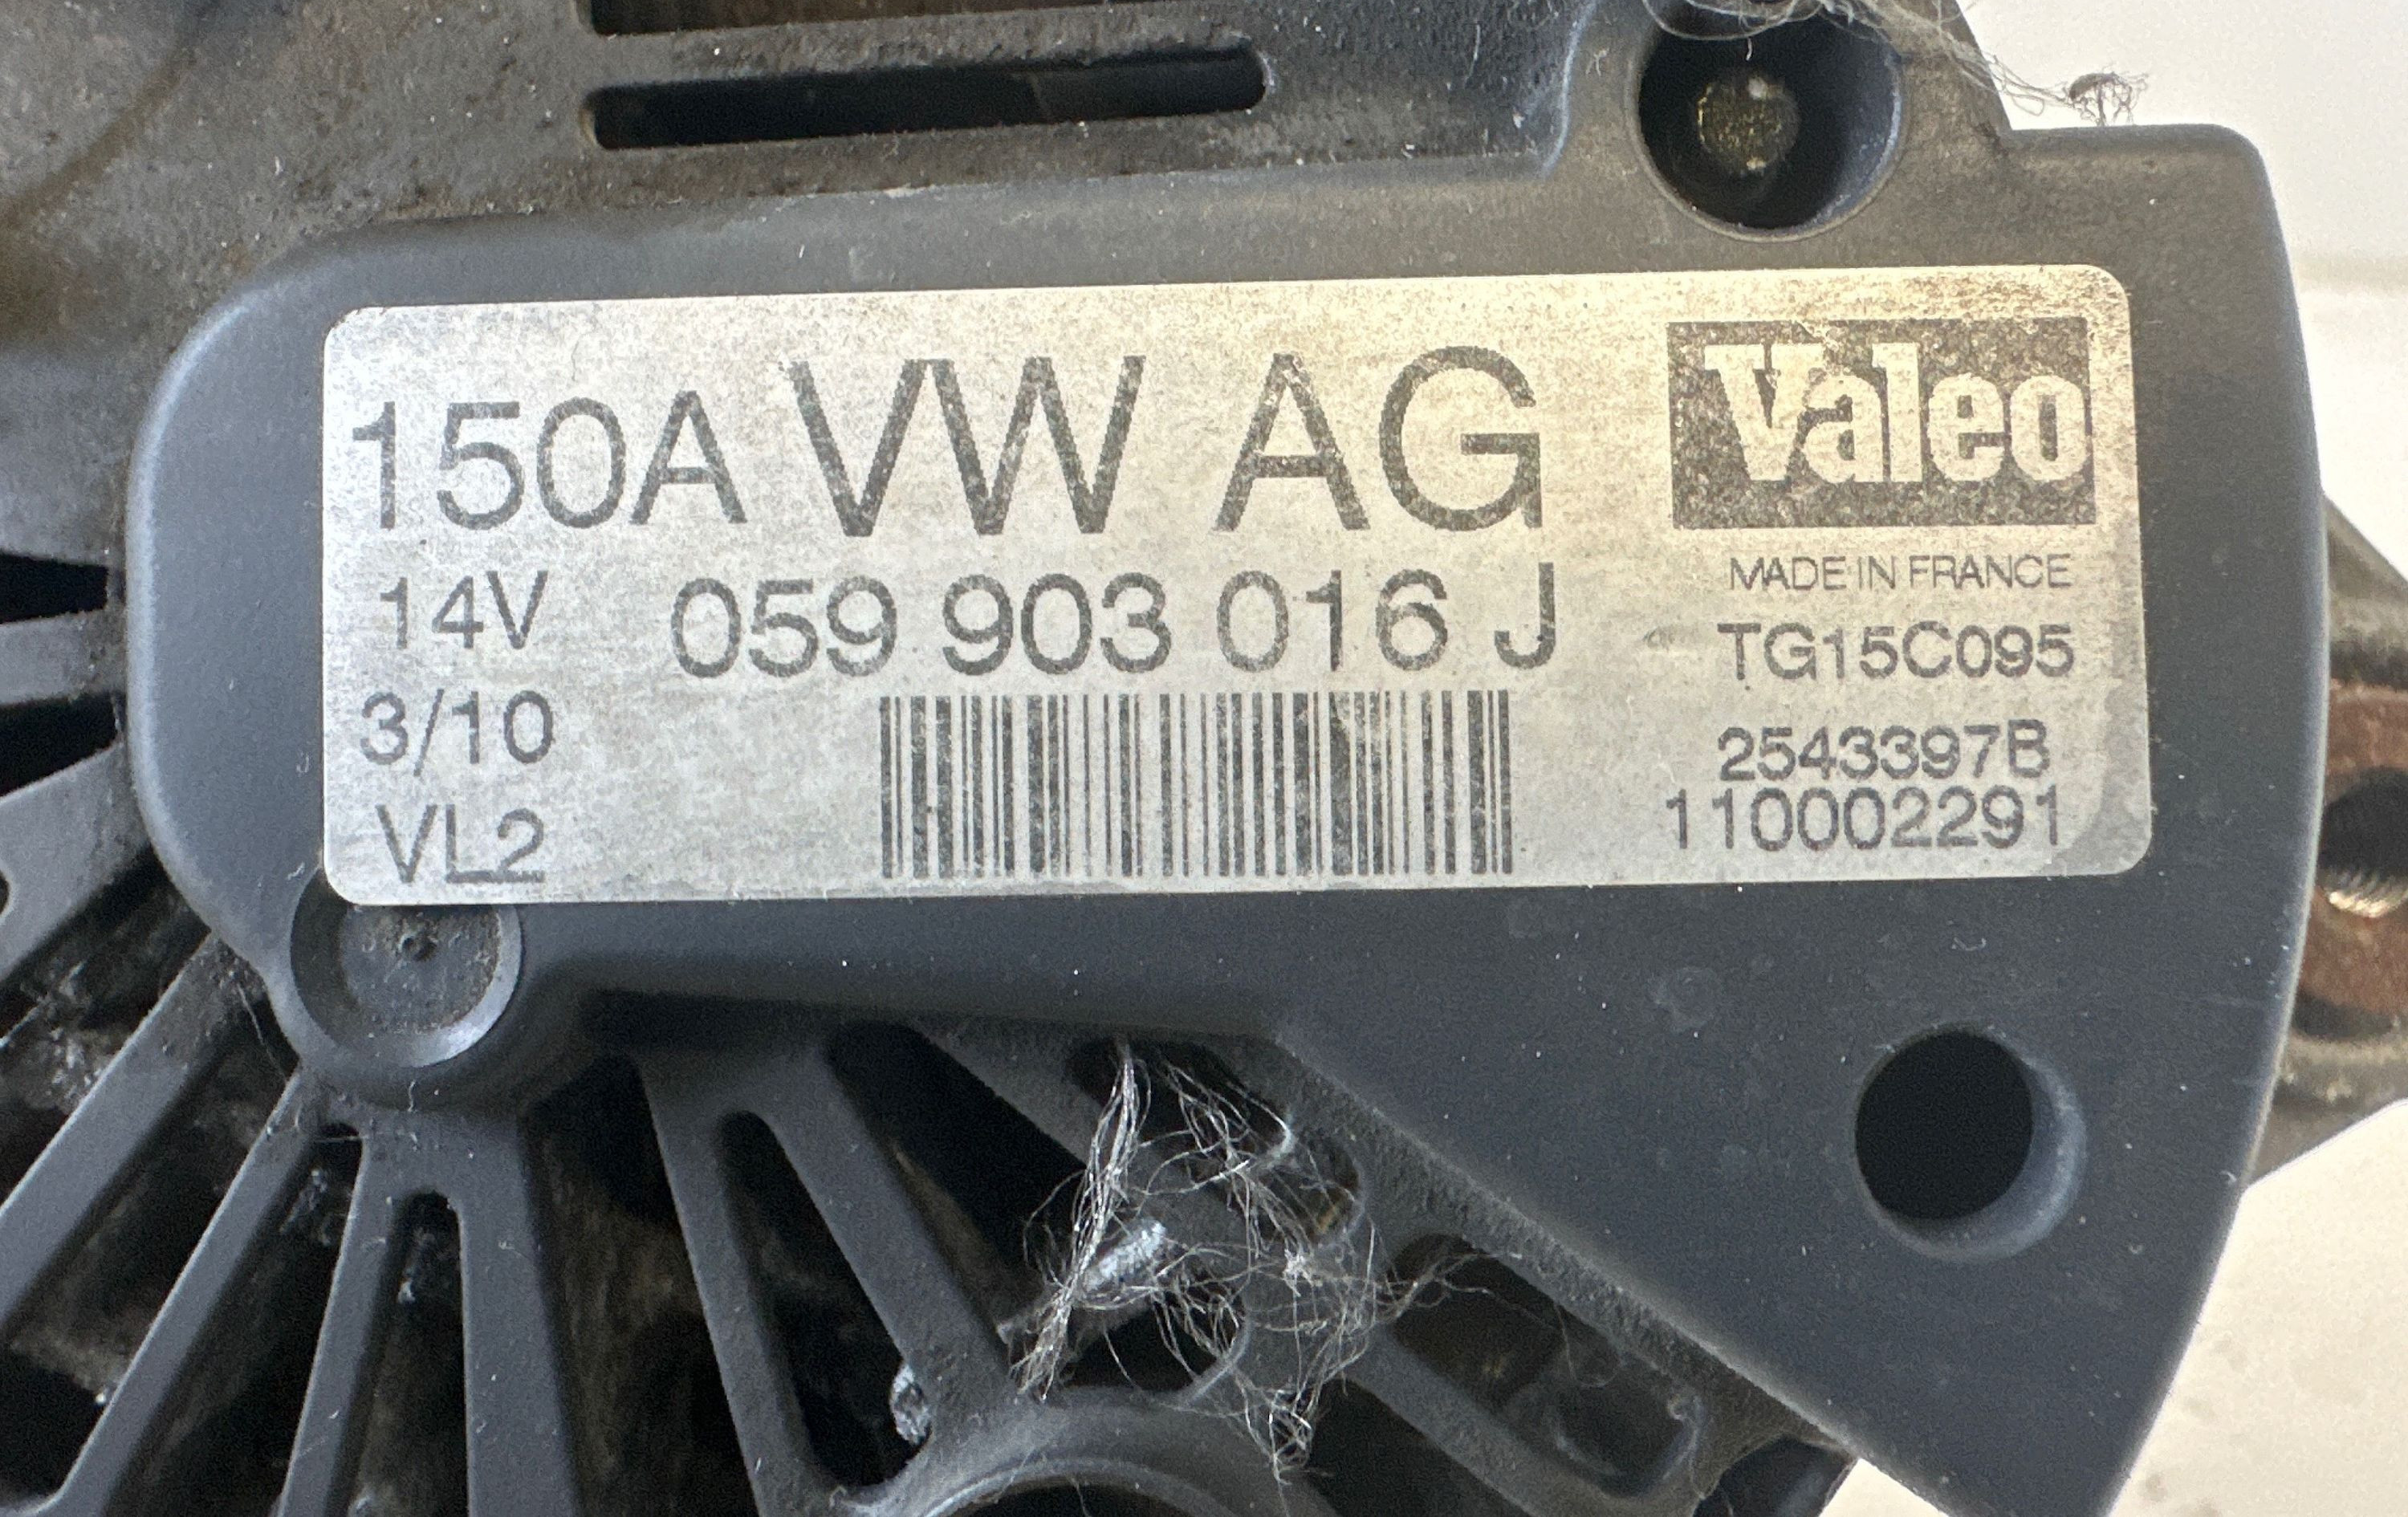 150A VW AG Valeo
MADE IN FRANCE
14V 059 903 016 J TG15C095
3/10 2543397B
VL2 110002291